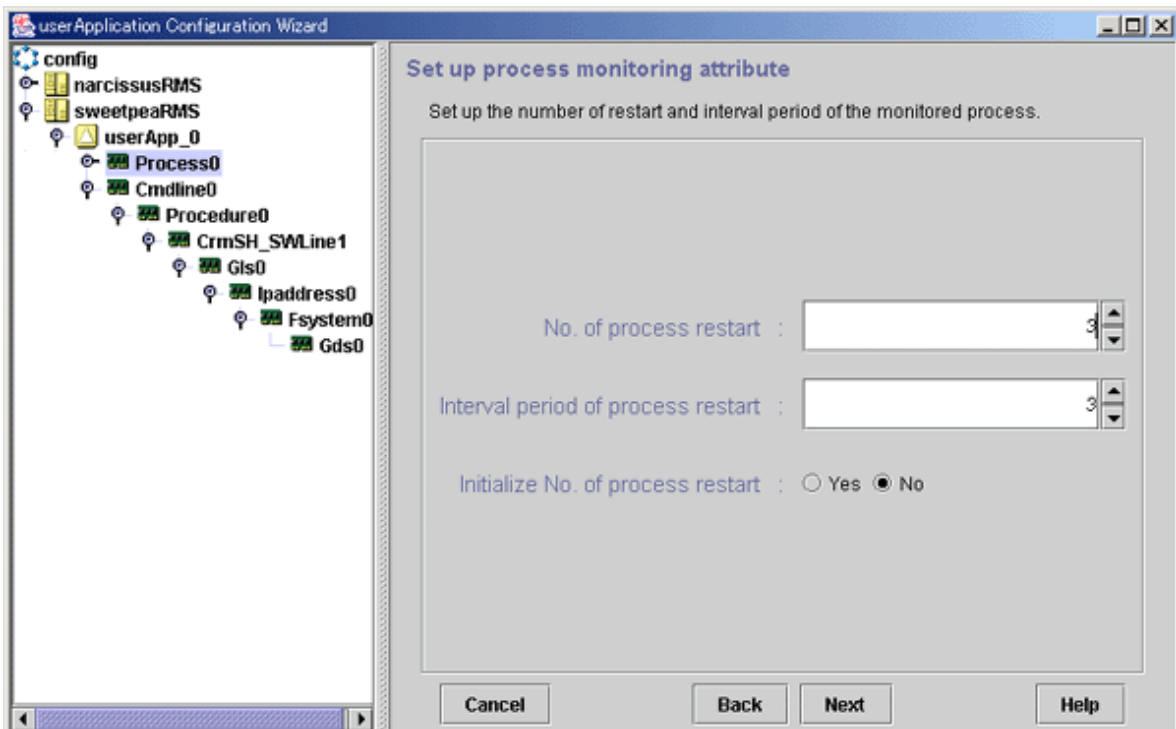 userApplication Configuration Wizard
config
narcissusRMS
sweetpeaRMS
userApp_0
Process0
Cmdline0
Procedure0
CrmSH_SWLine1
Gls0
Ipaddress0
Fsystem0
Gds0
Set up process monitoring attribute
Set up the number of restart and interval period of the monitored process.
No. of process restart : 3
Interval period of process restart : 3
Initialize No. of process restart : Yes No
Cancel Back Next Help